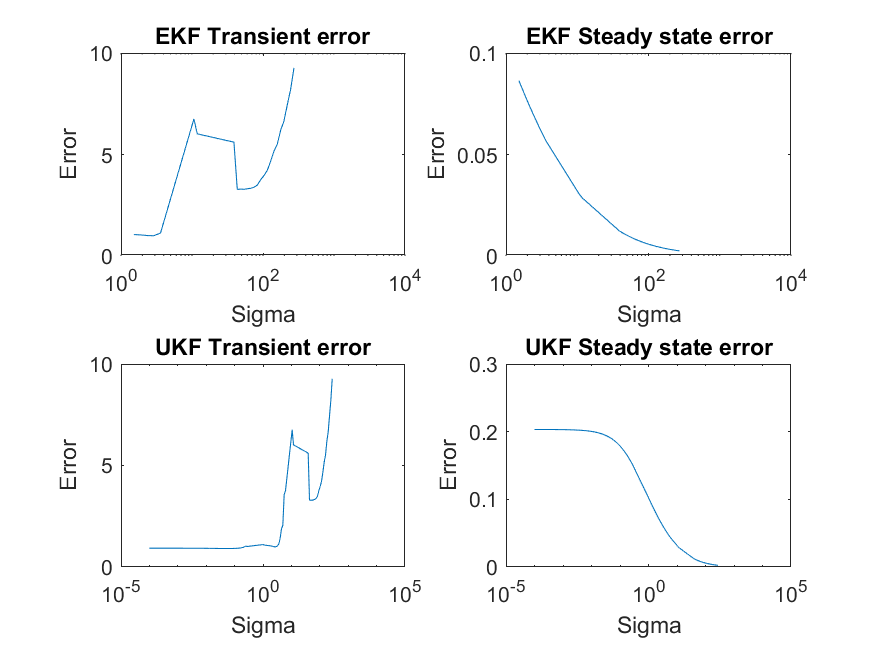 EKF Transient error
10
5
0
Error
10^0
10^2
10^4
Sigma
EKF Steady state error
0.1
0.05
0
Error
10^0
10^2
10^4
Sigma
UKF Transient error
10
5
0
Error
10^-5
10^0
10^5
Sigma
UKF Steady state error
0.3
0.2
0.1
0
Error
10^-5
10^0
10^5
Sigma